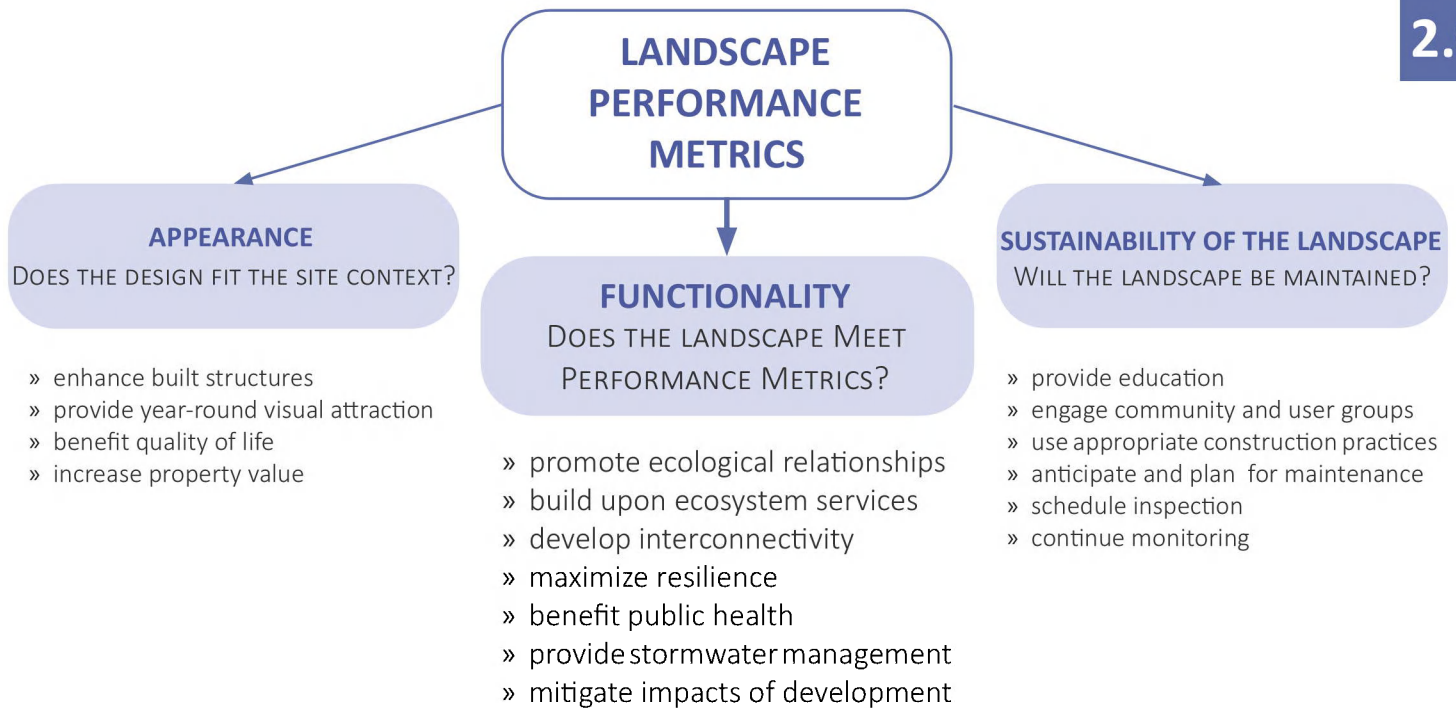 2.
LANDSCAPE
PERFORMANCE
METRICS
APPEARANCE
DOES THE DESIGN FIT THE SITE CONTEXT?
» enhance built structures
» provide year-round visual attraction
» benefit quality of life
» increase property value
FUNCTIONALITY
DOES THE LANDSCAPE MEET
PERFORMANCE METRICS?
» promote ecological relationships
» build upon ecosystem services
» develop interconnectivity
» maximize resilience
» benefit public health
» provide stormwater management
» mitigate impacts of development
SUSTAINABILITY OF THE LANDSCAPE
WILL THE LANDSCAPE BE MAINTAINED?
» provide education
» engage community and user groups
» use appropriate construction practices
» anticipate and plan for maintenance
» schedule inspection
» continue monitoring